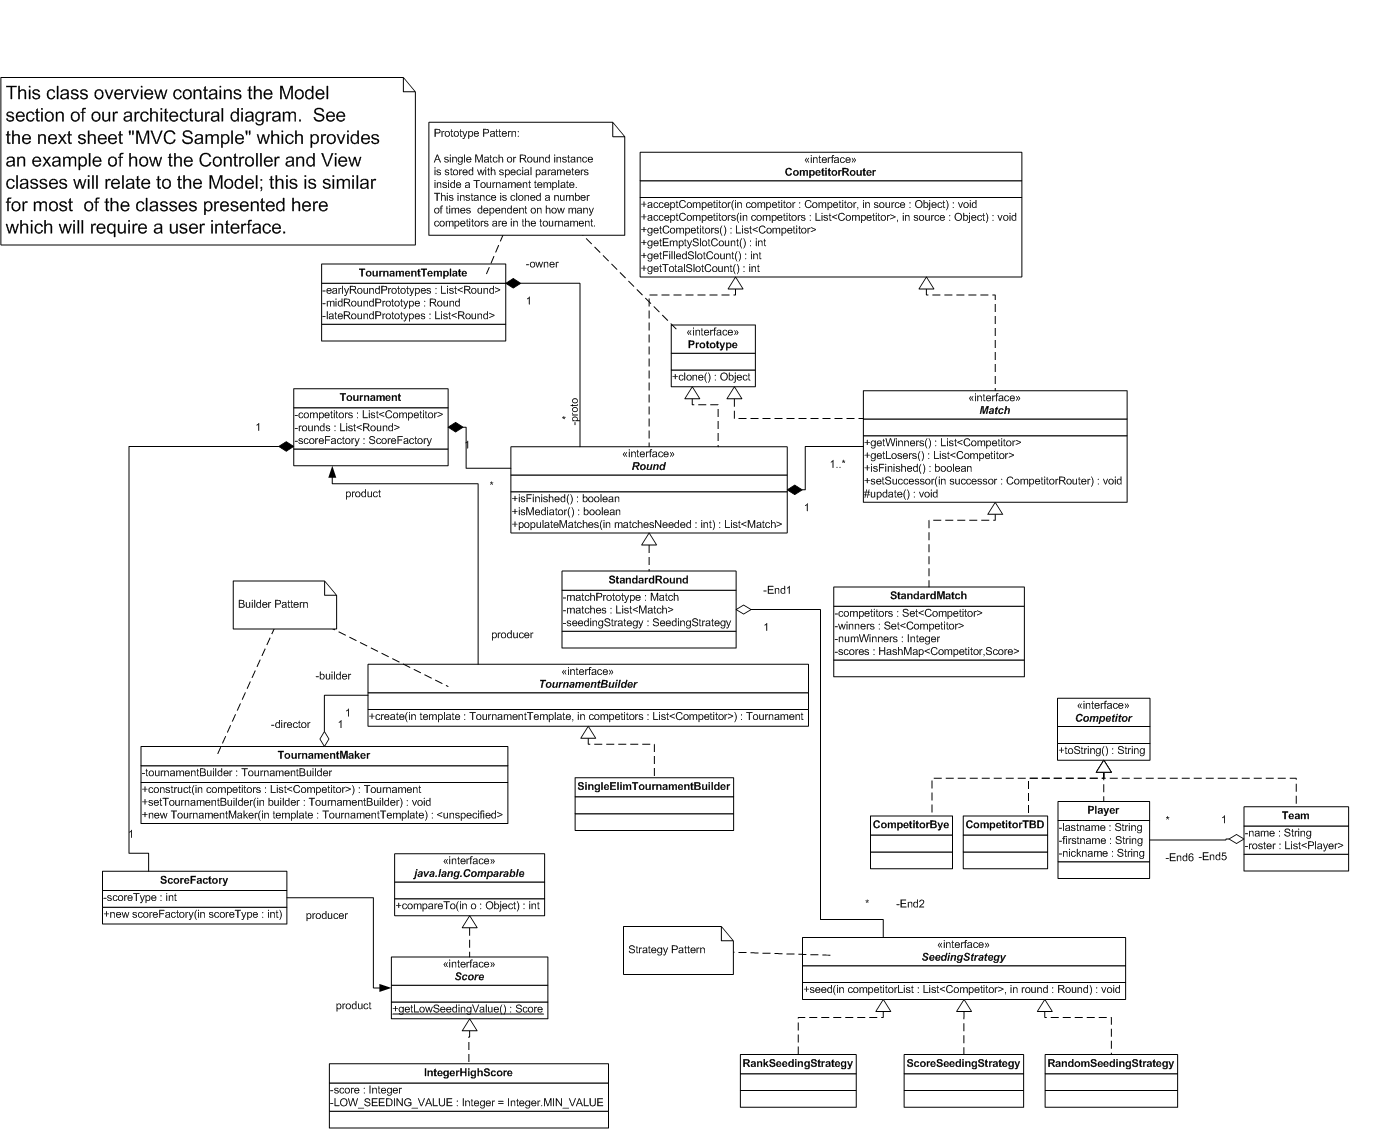 This class overview contains the Model
section of our architectural diagram.  See
the next sheet "MVC Sample" which provides
an example of how the Controller and View
classes will relate to the Model; this is similar
for most  of the classes presented here
which will require a user interface.
Prototype Pattern:
A single Match or Round instance
is stored with special parameters
inside a Tournament template.
This instance is cloned a number
of times  dependent on how many
competitors are in the tournament.
«interface»
CompetitorRouter
+acceptCompetitor(in competitor : Competitor, in source : Object) : void
+acceptCompetitors(in competitors : List<Competitor>, in source : Object) : void
+getCompetitors() : List<Competitor>
+getEmptySlotCount() : int
+getFilledSlotCount() : int
+getTotalSlotCount() : int
TournamentTemplate
-earlyRoundPrototypes : List<Round>
-midRoundPrototype : Round
-lateRoundPrototypes : List<Round>
-owner
1
*
-proto
«interface»
Prototype
+clone() : Object
Tournament
-competitors : List<Competitor>
-rounds : List<Round>
-scoreFactory : ScoreFactory
1
1
*
product
«interface»
Match
+getWinners() : List<Competitor>
+getLosers() : List<Competitor>
+isFinished() : boolean
+setSuccessor(in successor : CompetitorRouter) : void
#update() : void
«interface»
Round
+isFinished() : boolean
+isMediator() : boolean
+populateMatches(in matchesNeeded : int) : List<Match>
1..*
1
StandardRound
-matchPrototype : Match
-matches : List<Match>
-seedingStrategy : SeedingStrategy
-End1
1
StandardMatch
-competitors : Set<Competitor>
-winners : Set<Competitor>
-numWinners : Integer
-scores : HashMap<Competitor,Score>
Builder Pattern
producer
«interface»
TournamentBuilder
+create(in template : TournamentTemplate, in competitors : List<Competitor>) : Tournament
-builder
1
-director
1
TournamentMaker
-tournamentBuilder : TournamentBuilder
+construct(in competitors : List<Competitor>) : Tournament
+setTournamentBuilder(in builder : TournamentBuilder) : void
+new TournamentMaker(in template : TournamentTemplate) : <unspecified>
SingleElimTournamentBuilder
«interface»
Competitor
+toString() : String
CompetitorBye
CompetitorTBD
Player
-lastname : String
-firstname : String
-nickname : String
*
1
-End6
-End5
Team
-name : String
-roster : List<Player>
1
ScoreFactory
-scoreType : int
+new scoreFactory(in scoreType : int)
producer
product
«interface»
java.lang.Comparable
+compareTo(in o : Object) : int
«interface»
Score
+getLowSeedingValue() : Score
IntegerHighScore
-score : Integer
-LOW_SEEDING_VALUE : Integer = Integer.MIN_VALUE
*
-End2
Strategy Pattern
«interface»
SeedingStrategy
+seed(in competitorList : List<Competitor>, in round : Round) : void
RankSeedingStrategy
ScoreSeedingStrategy
RandomSeedingStrategy